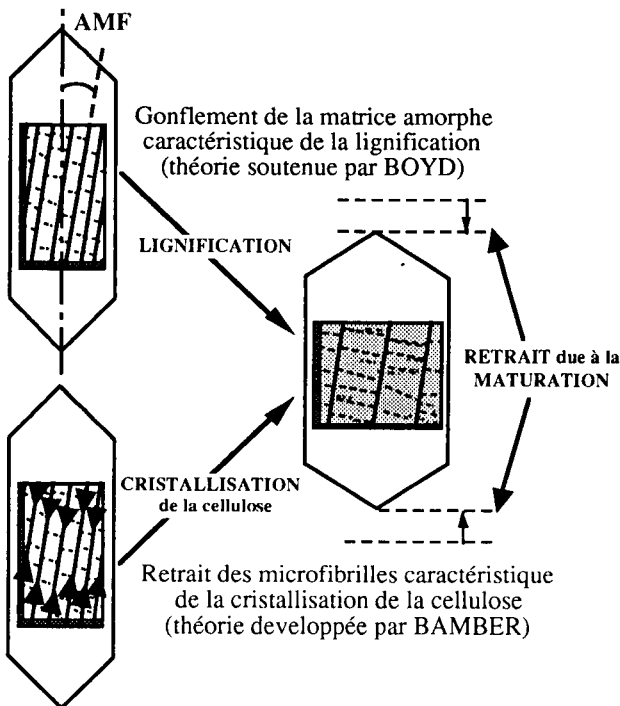 AMF
Gonflement de la matrice amorphe
caractéristique de la lignification
(théorie soutenue par BOYD)
LIGNIFICATION
RETRAIT due à la
MATURATION
CRISTALLISATION
de la cellulose
Retrait des microfibrilles caractéristique
de la cristallisation de la cellulose
(théorie developpée par BAMBER)